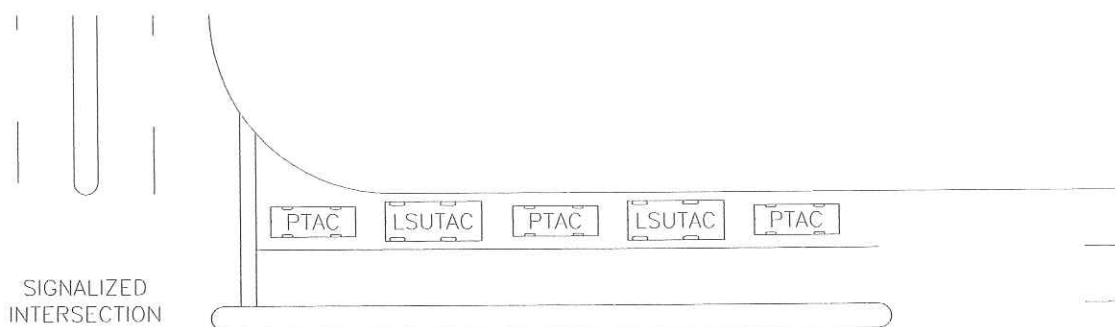 PTAC LSUTAC PTAC LSUTAC PTAC
SIGNALIZED
INTERSECTION